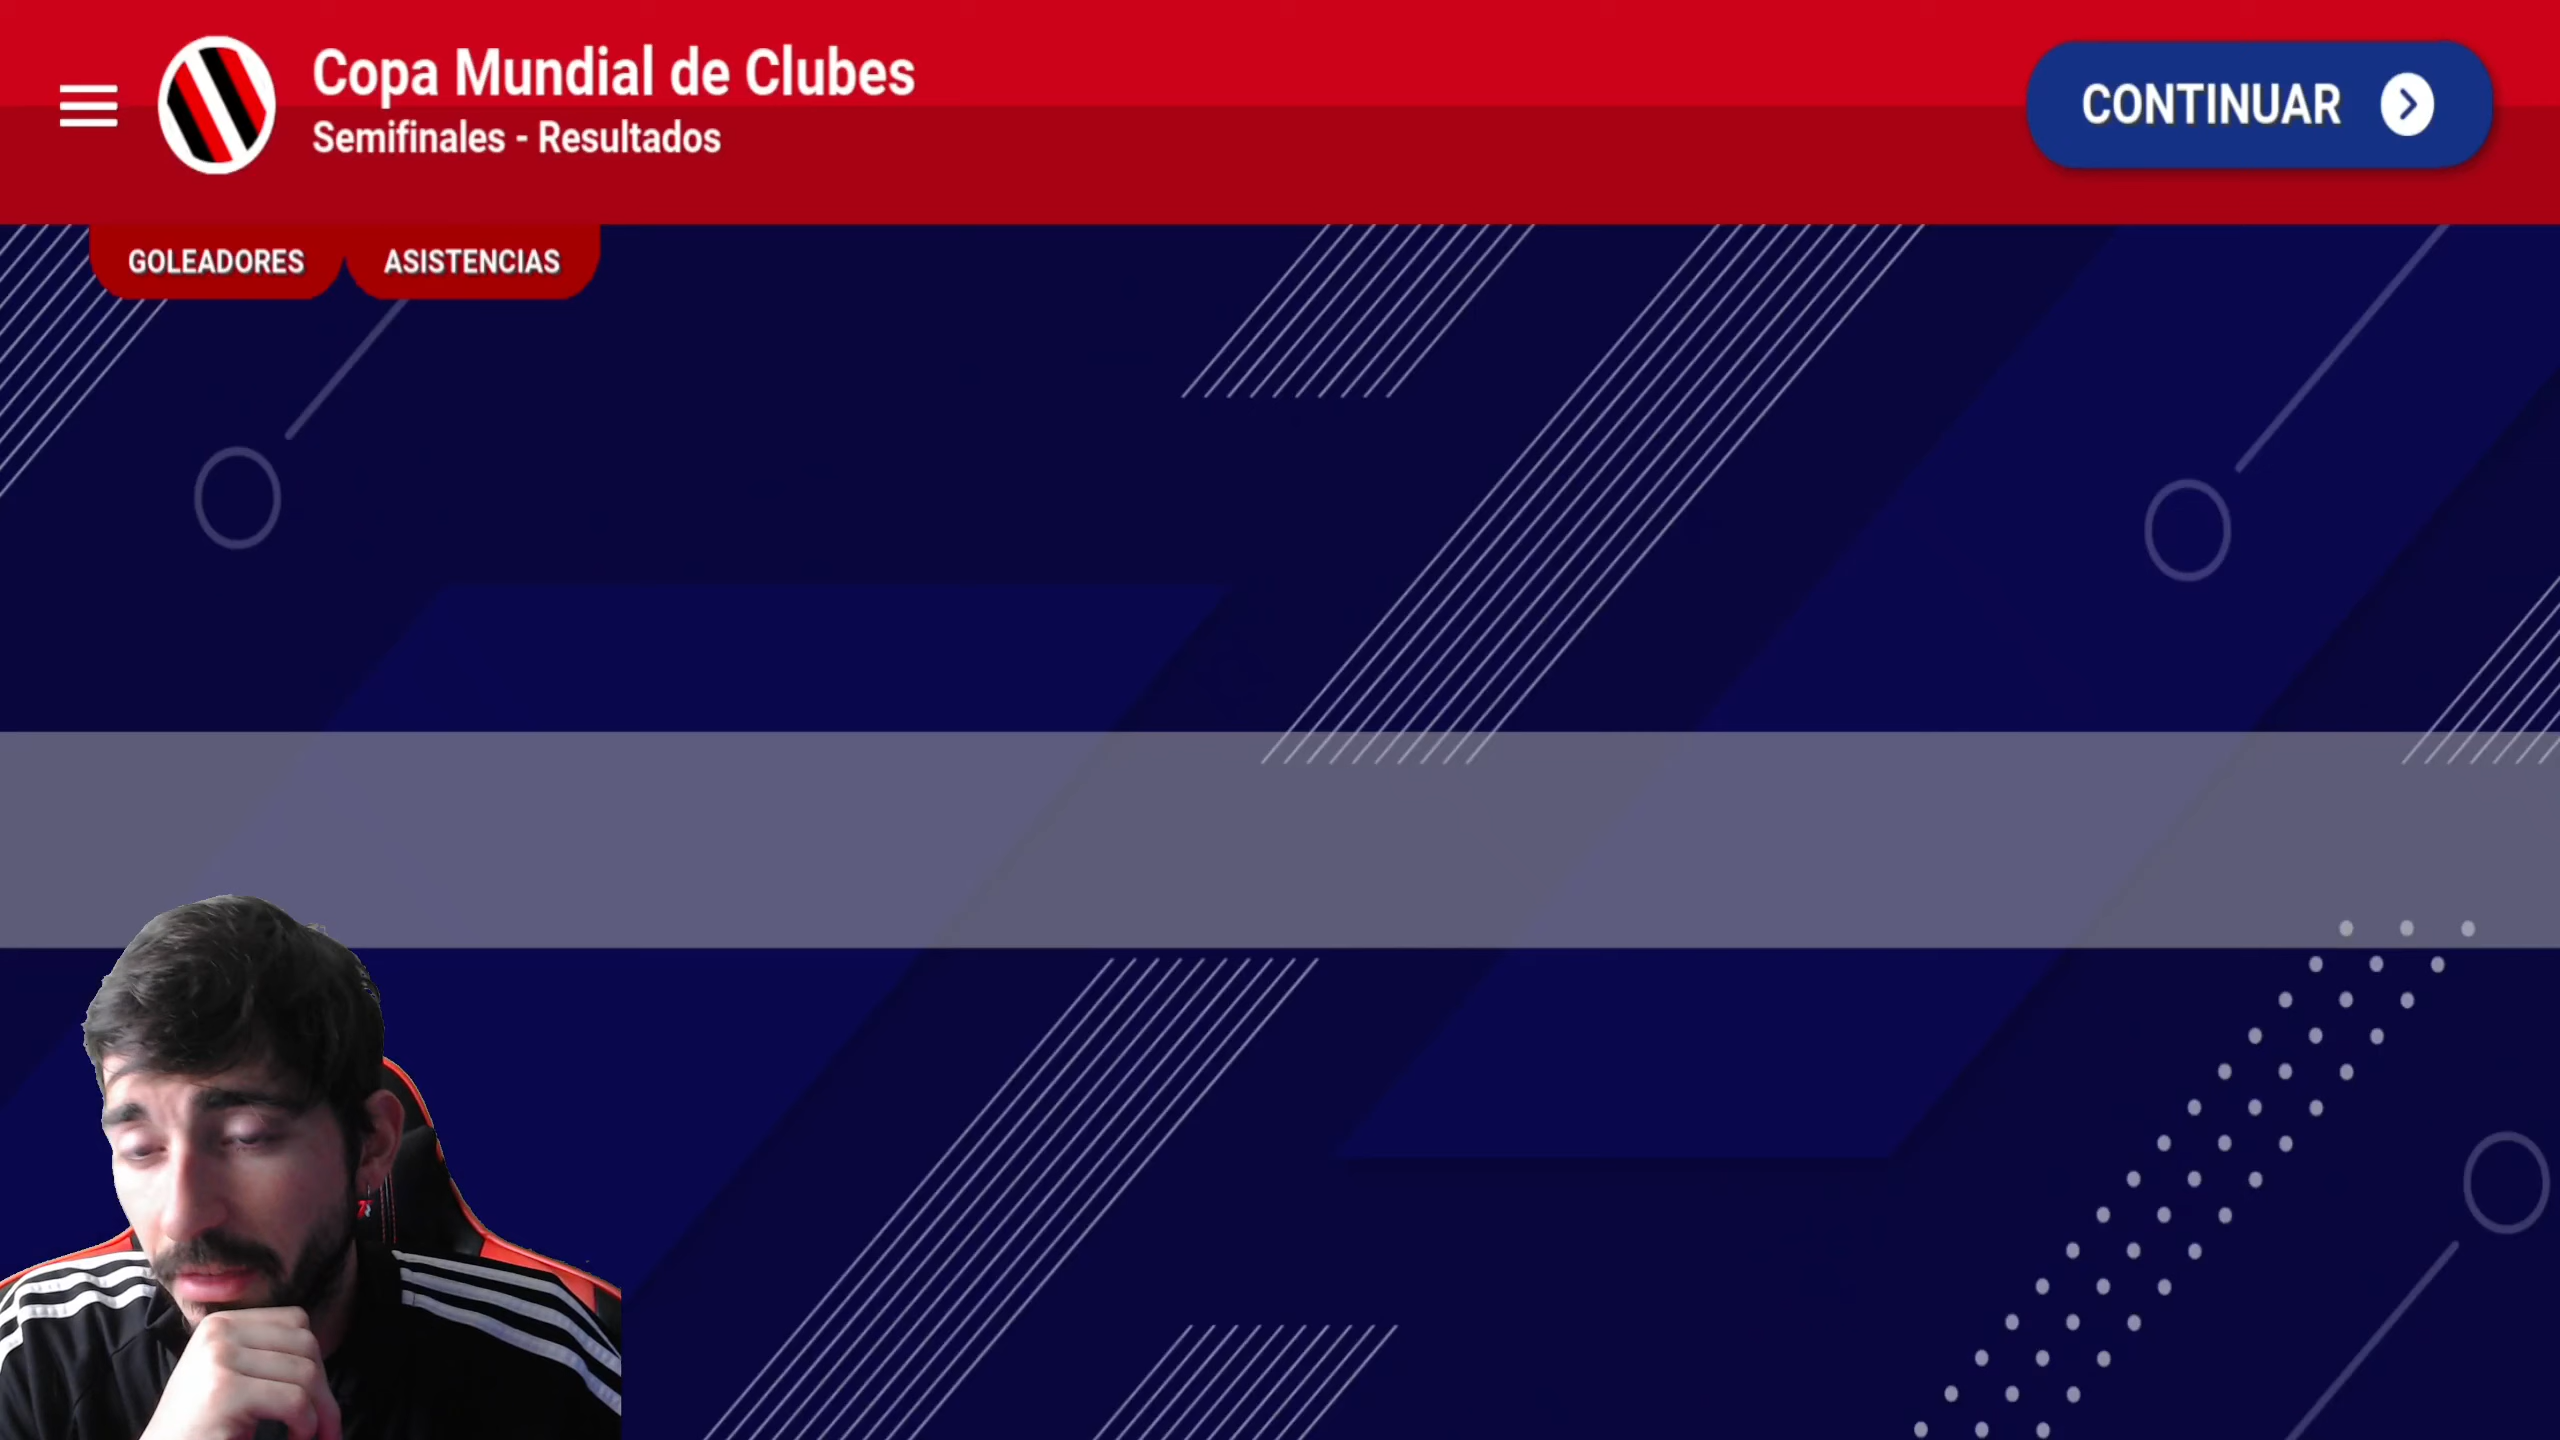 Copa Mundial de Clubes
Semifinales - Resultados
CONTINUAR
GOLEADORES
ASISTENCIAS